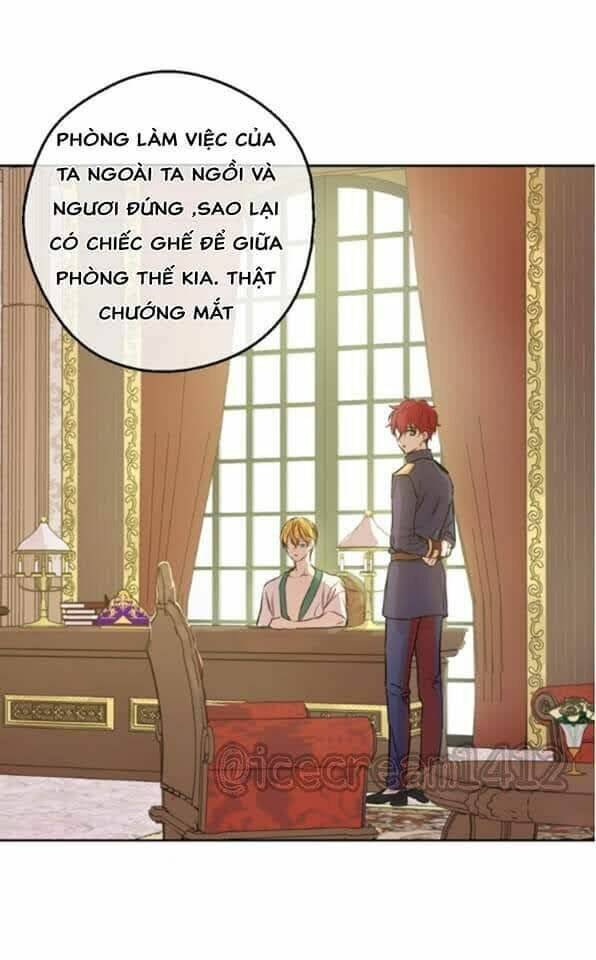 PHÒNG LÀM VIỆC CỦA
TA NGOÀI TA NGỒI VÀ
NGƯƠI ĐỨNG ,SAO LẠI
CÓ CHIẾC GHẾ ĐỂ GIỮA
PHÒNG THẾ KIA. THẬT
CHƯỚNG MẮT
@icecream1412